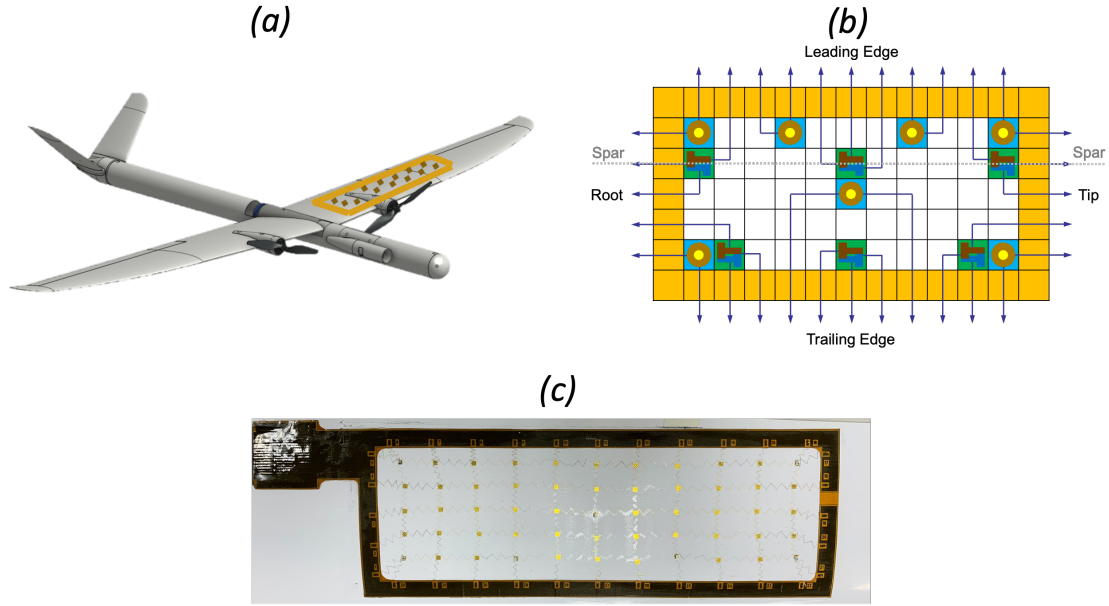 (a)
(b)
Leading Edge
Spar
Spar
Root
Tip
Trailing Edge
(c)